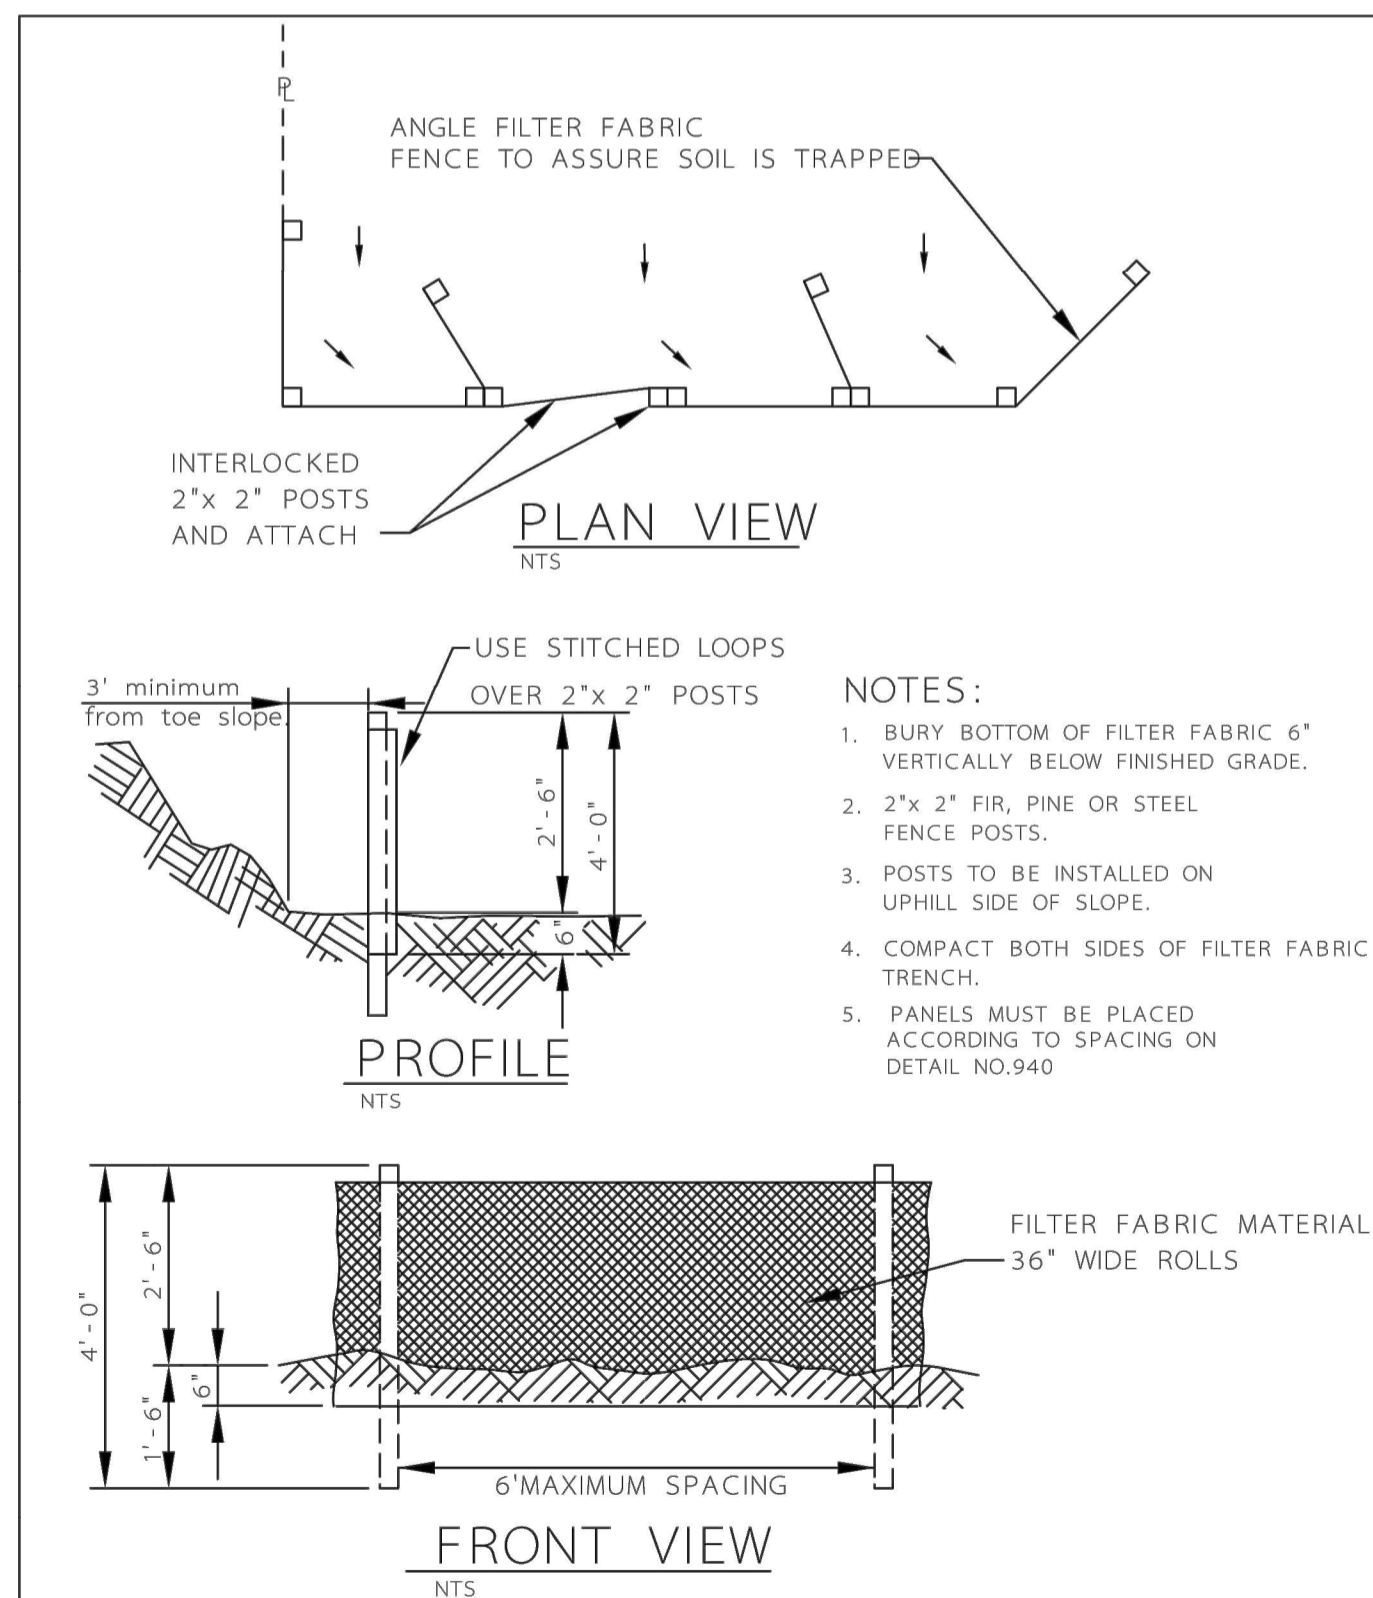 PL
ANGLE FILTER FABRIC
FENCE TO ASSURE SOIL IS TRAPPED
INTERLOCKED
2"x 2" POSTS
AND ATTACH
PLAN VIEW
NTS
3' minimum
from toe slope.
USE STITCHED LOOPS
OVER 2"x 2" POSTS
2'-6"
4'-0"
6"
PROFILE
NTS
NOTES:
1. BURY BOTTOM OF FILTER FABRIC 6"
VERTICALLY BELOW FINISHED GRADE.
2. 2"x 2" FIR, PINE OR STEEL
FENCE POSTS.
3. POSTS TO BE INSTALLED ON
UPHILL SIDE OF SLOPE.
4. COMPACT BOTH SIDES OF FILTER FABRIC
TRENCH.
5. PANELS MUST BE PLACED
ACCORDING TO SPACING ON
DETAIL NO.940
4'-0"
2'-6"
1'-6"
6"
FILTER FABRIC MATERIAL
36" WIDE ROLLS
6'MAXIMUM SPACING
FRONT VIEW
NTS